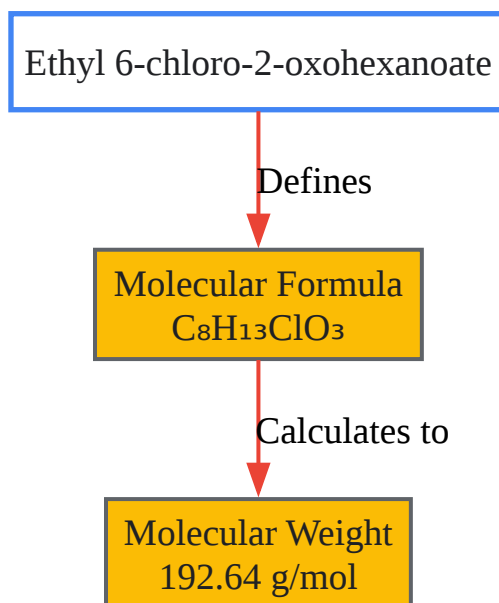 Ethyl 6-chloro-2-oxohexanoate
Defines
Molecular Formula
C₈H₁₃ClO₃
Calculates to
Molecular Weight
192.64 g/mol